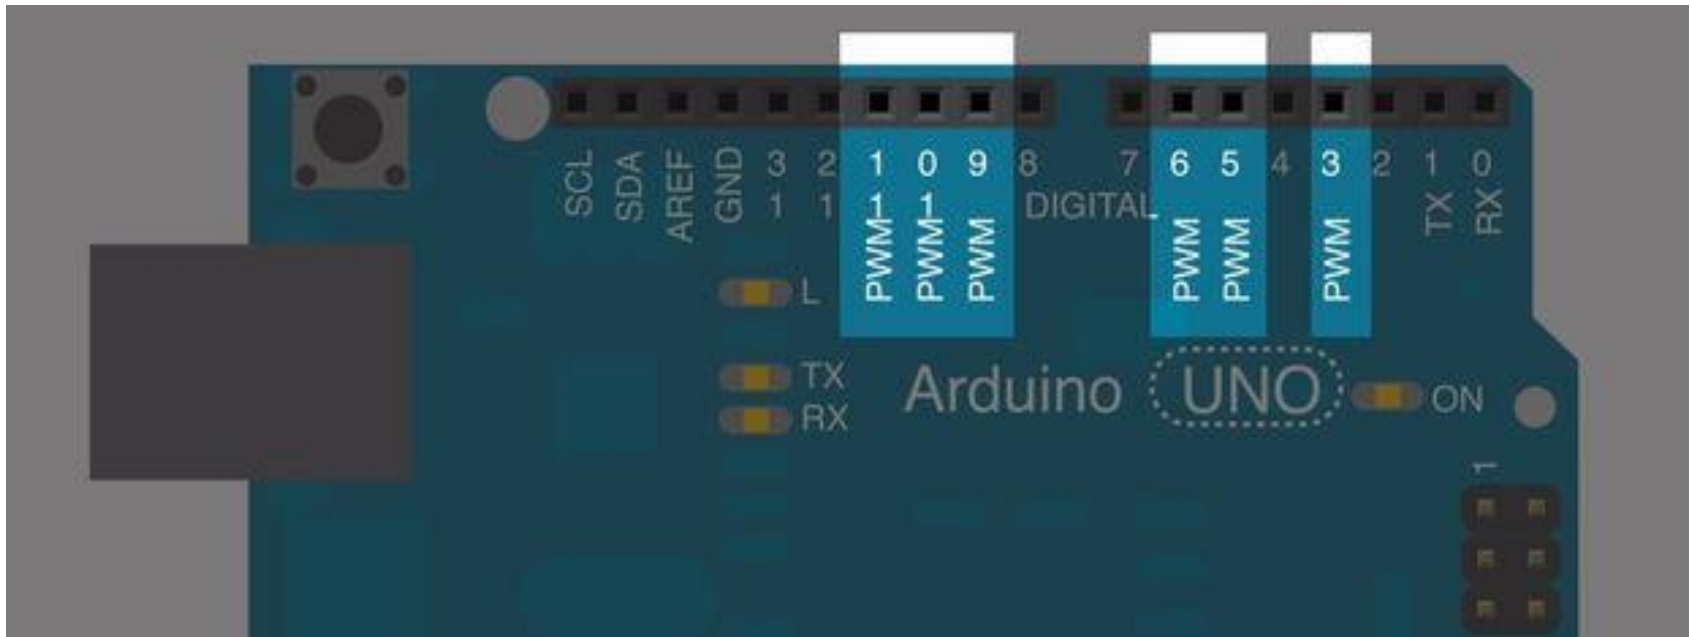 SCL SDA AREF GND 13 12 11 10 9 8 7 6 5 4 3 2 1 0
DIGITAL TX RX
PWM PWM PWM PWM PWM PWM
L
TX
RX
Arduino UNO ON
1